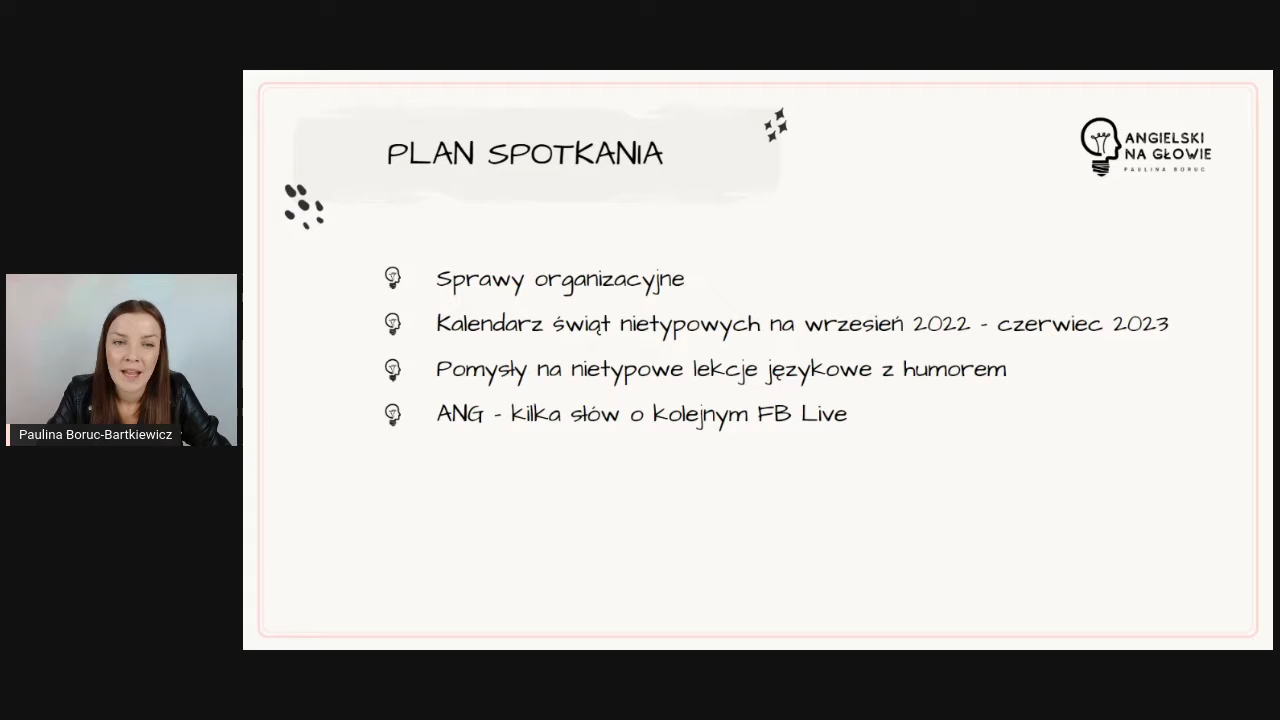 PLAN SPOTKANIA
ANGIELSKI
NA GŁOWIE
PAULINA BORUC
Sprawy organizacyjne
Kalendarz świąt nietypowych na wrzesień 2022 - czerwiec 2023
Pomysły na nietypowe lekcje językowe z humorem
ANG - kilka słów o kolejnym FB Live
Paulina Boruc-Bartkiewicz